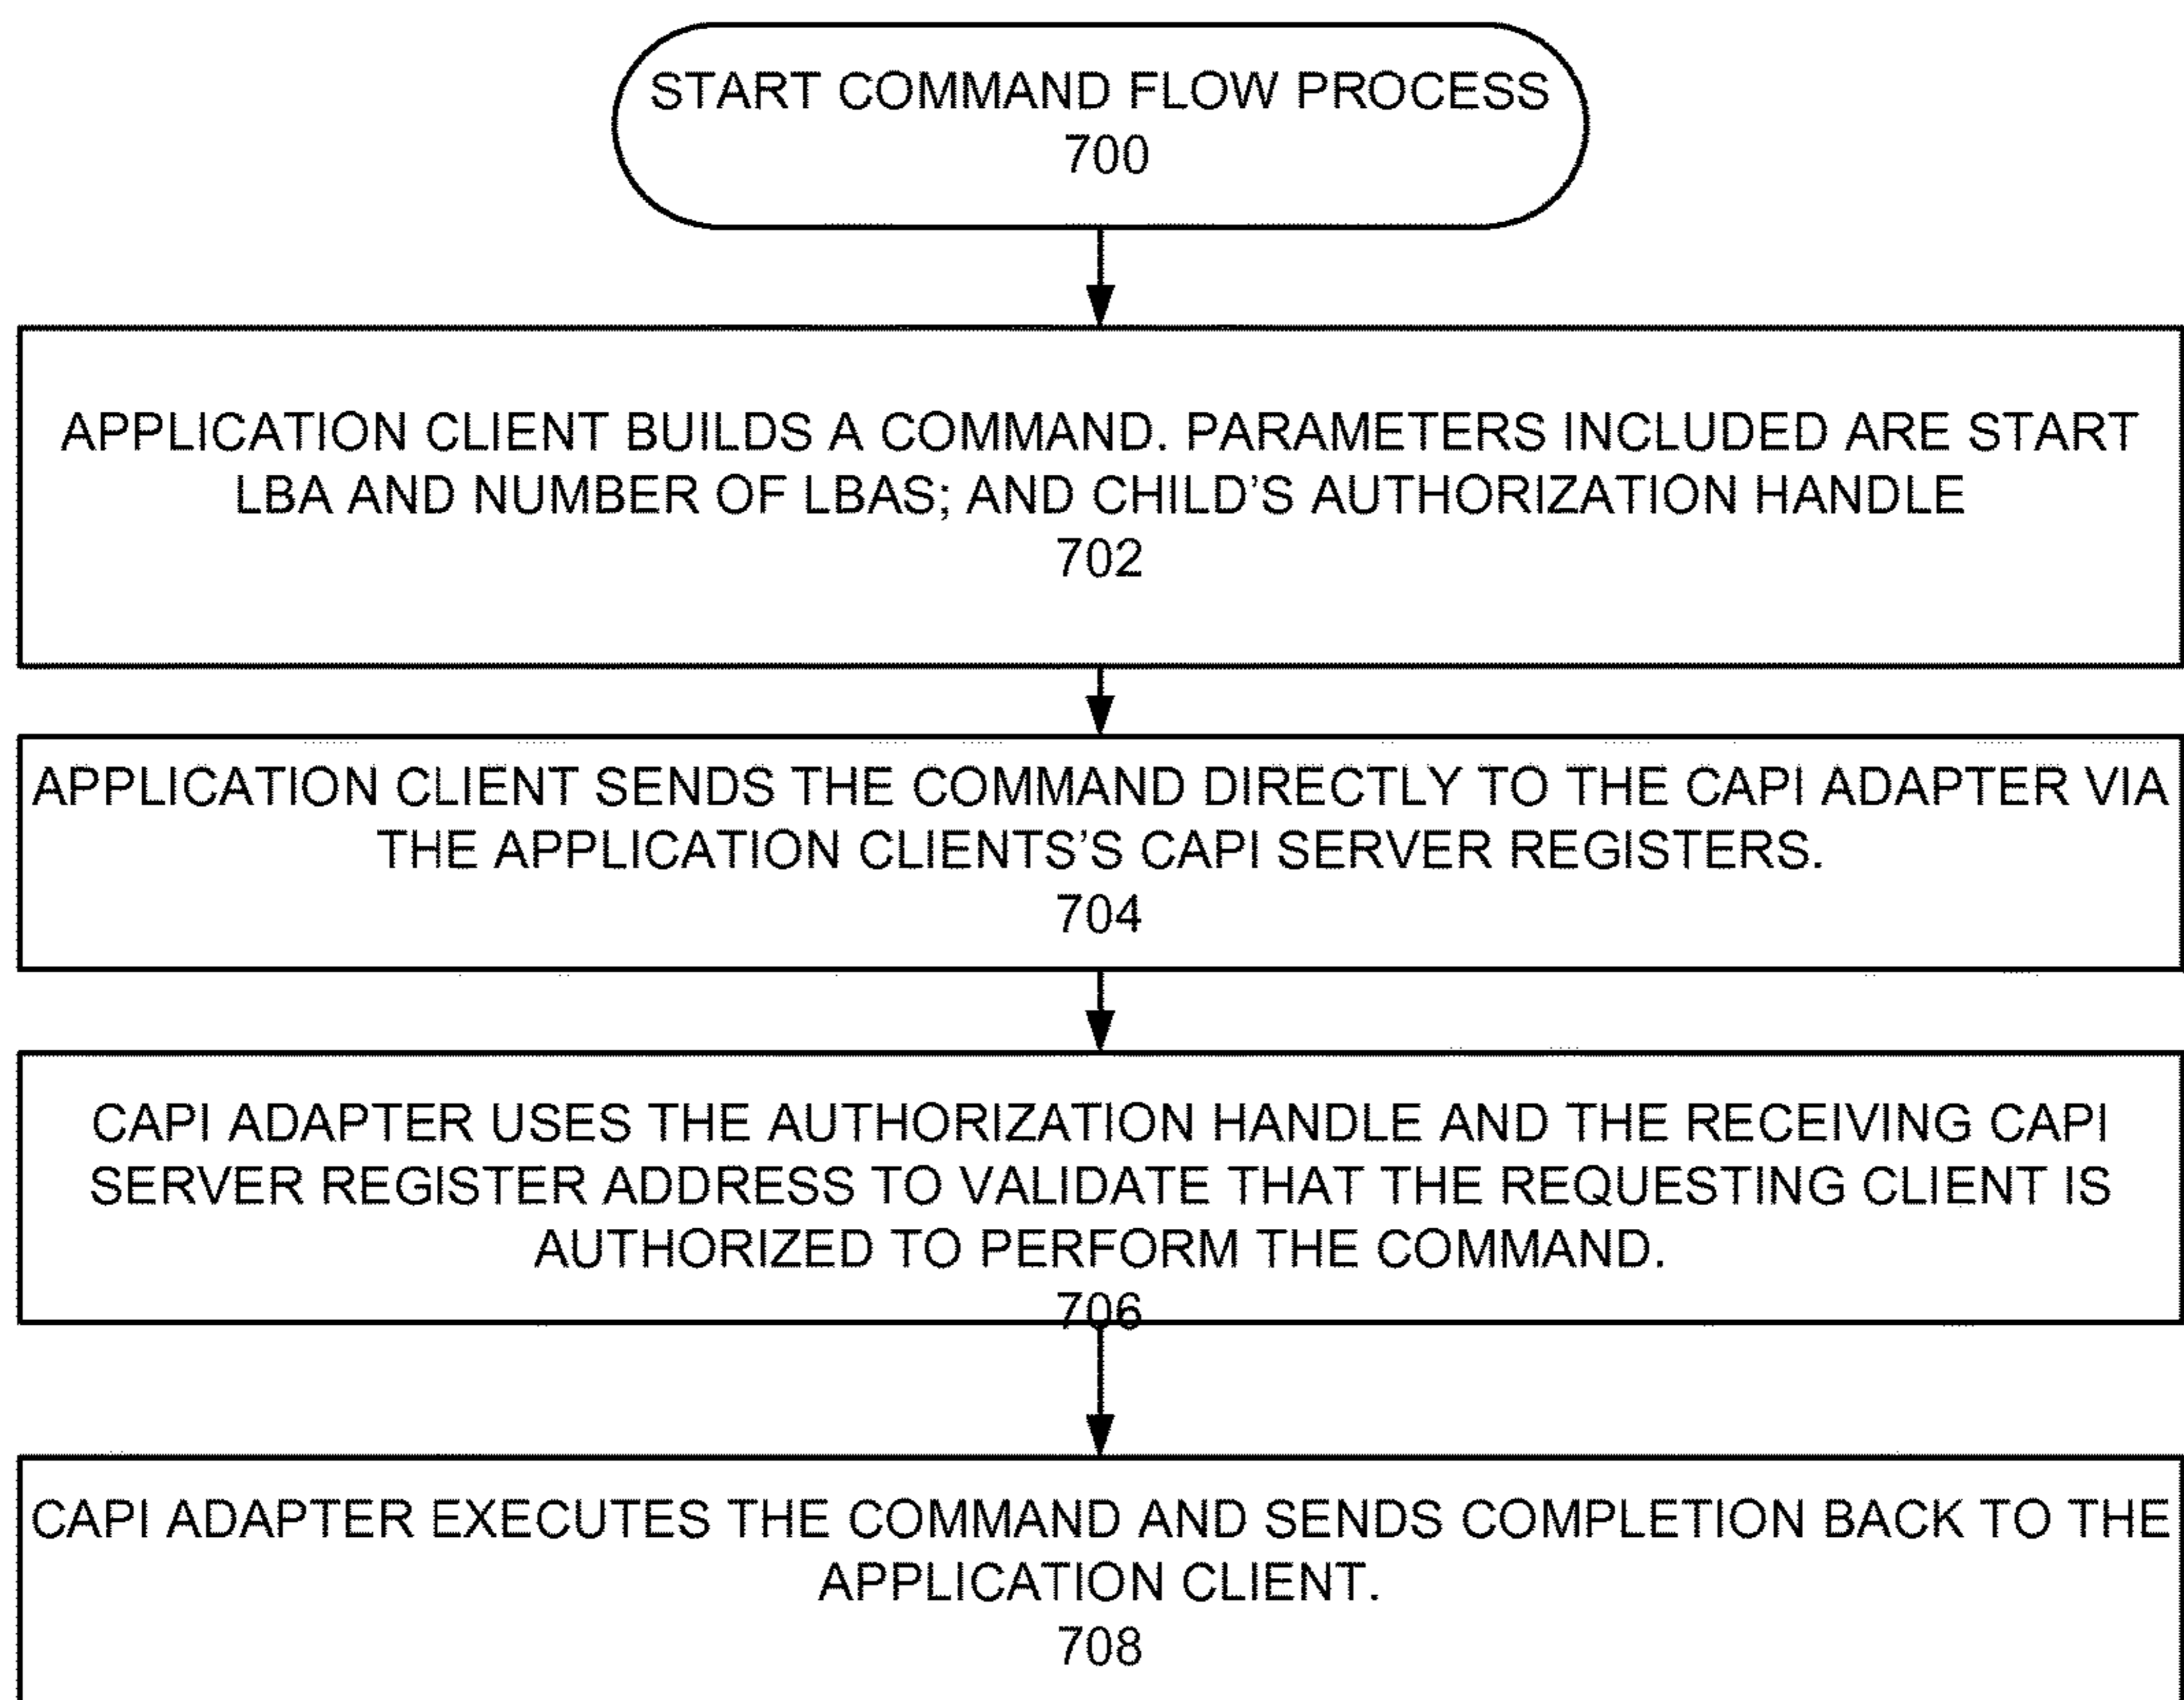 START COMMAND FLOW PROCESS
700
APPLICATION CLIENT BUILDS A COMMAND. PARAMETERS INCLUDED ARE START
LBA AND NUMBER OF LBAS; AND CHILD’S AUTHORIZATION HANDLE
702
APPLICATION CLIENT SENDS THE COMMAND DIRECTLY TO THE CAPI ADAPTER VIA
THE APPLICATION CLIENTS’S CAPI SERVER REGISTERS.
704
CAPI ADAPTER USES THE AUTHORIZATION HANDLE AND THE RECEIVING CAPI
SERVER REGISTER ADDRESS TO VALIDATE THAT THE REQUESTING CLIENT IS
AUTHORIZED TO PERFORM THE COMMAND.
706
CAPI ADAPTER EXECUTES THE COMMAND AND SENDS COMPLETION BACK TO THE
APPLICATION CLIENT.
708